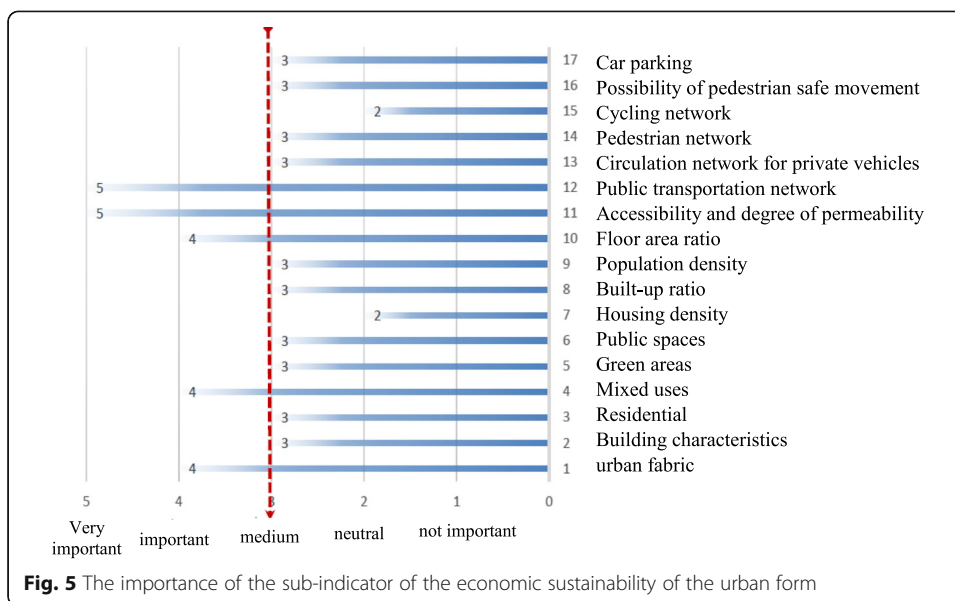 3 17 Car parking
3 16 Possibility of pedestrian safe movement
2 15 Cycling network
3 14 Pedestrian network
3 13 Circulation network for private vehicles
5 12 Public transportation network
5 11 Accessibility and degree of permeability
4 10 Floor area ratio
3 9 Population density
3 8 Built-up ratio
2 7 Housing density
3 6 Public spaces
3 5 Green areas
4 4 Mixed uses
3 3 Residential
3 2 Building characteristics
4 1 urban fabric
5 4 3 2 1 0
Very important important medium neutral not important
Fig. 5 The importance of the sub-indicator of the economic sustainability of the urban form